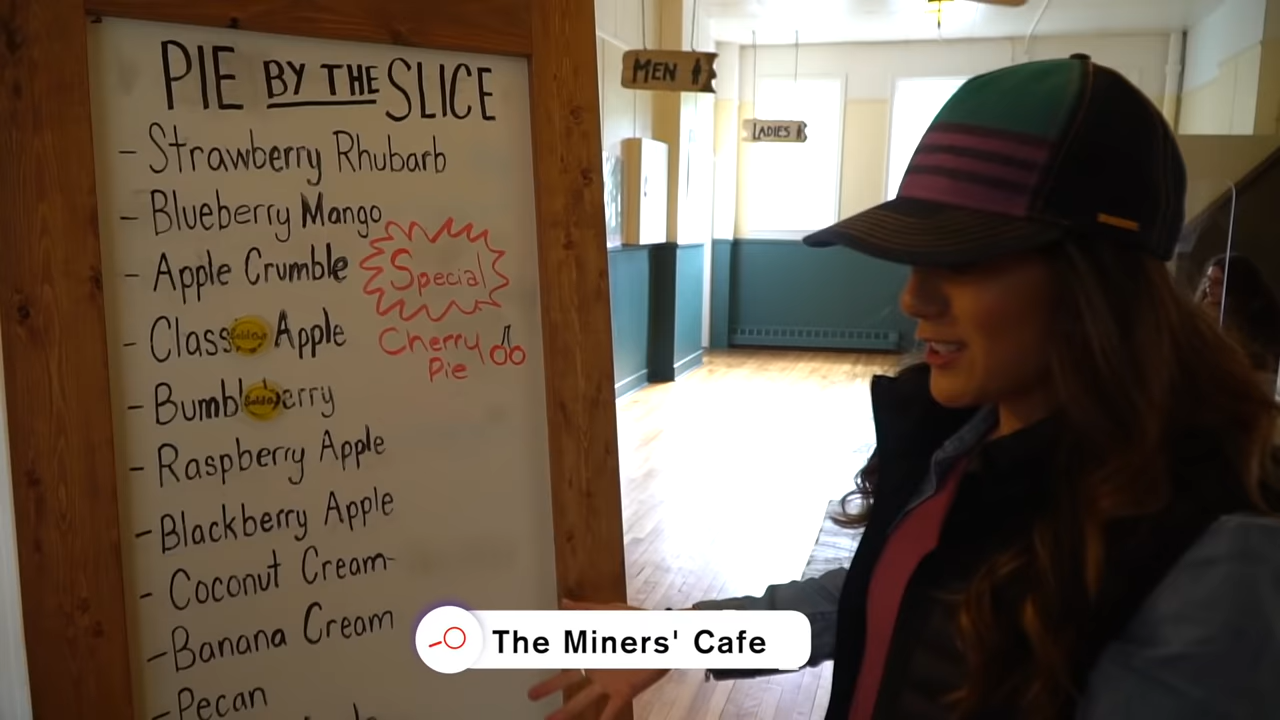 PIE BY THE SLICE
- Strawberry Rhubarb
- Blueberry Mango
- Apple Crumble
Special
Cherry Pie
- Class Apple
- Bumbl erry
- Raspberry Apple
- Blackberry Apple
- Coconut Cream
- Banana Cream
- Pecan
MEN
LADIES
The Miners' Cafe